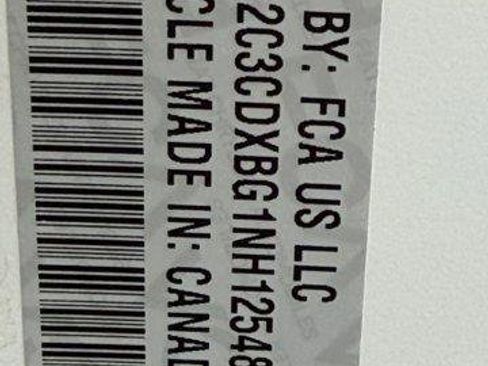 BY: FCA US LLC
2C3CDXBG1NH12548
CLE MADE IN: CANAD